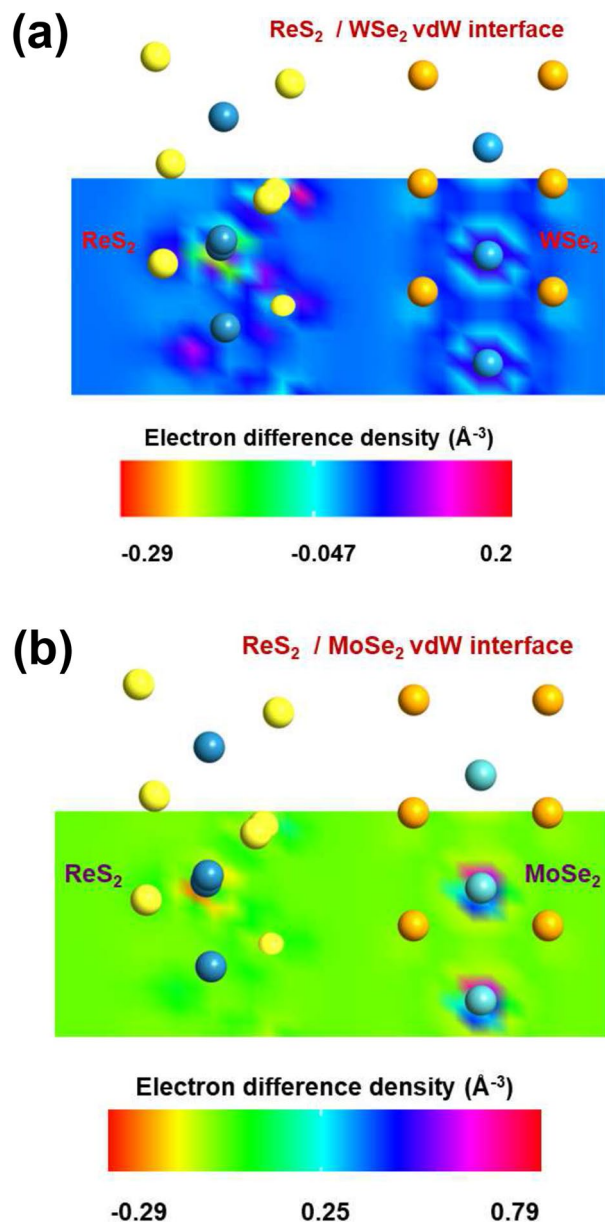 (a)
ReS₂ / WSe₂ vdW interface
ReS₂
WSe₂
Electron difference density (Å⁻³)
-0.29 -0.047 0.2
(b)
ReS₂ / MoSe₂ vdW interface
ReS₂
MoSe₂
Electron difference density (Å⁻³)
-0.29 0.25 0.79